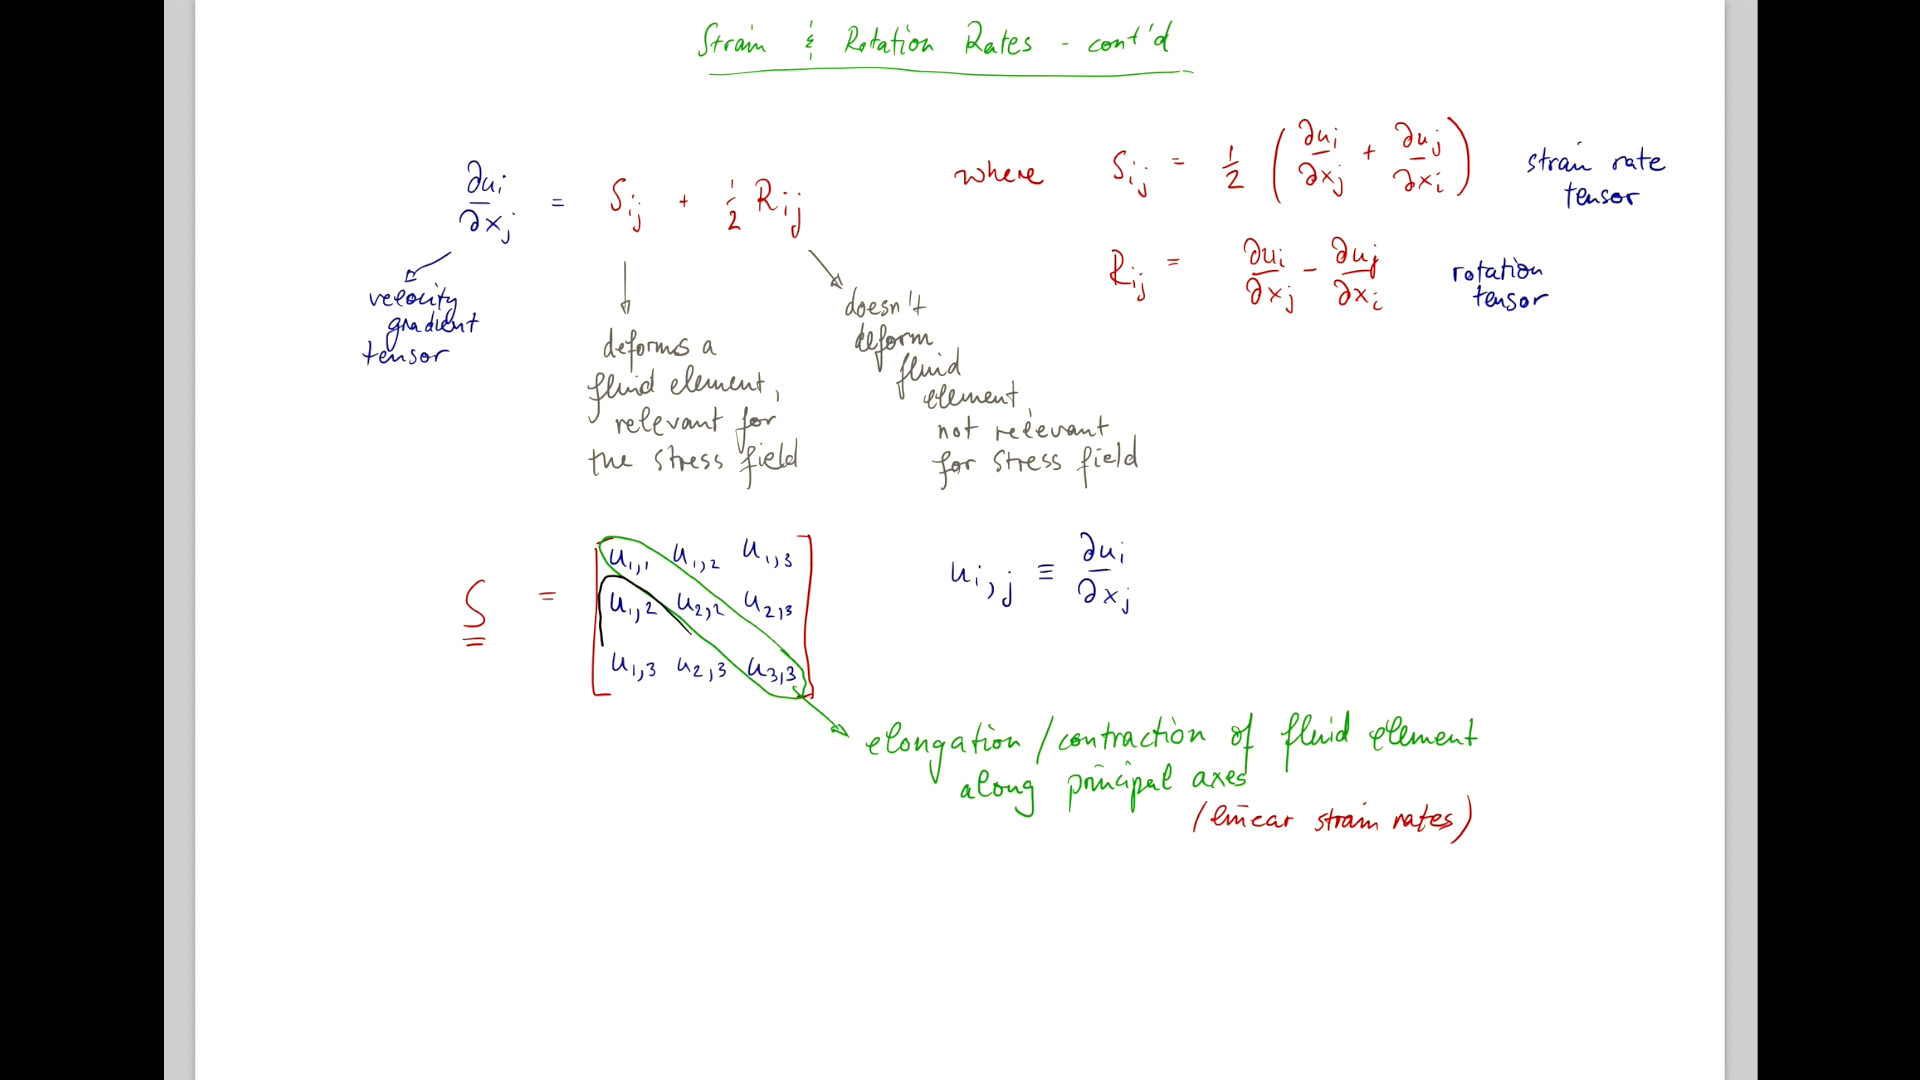 Strain & Rotation Rates - cont'd
∂ui/∂xj = Sij + 1/2 Rij
where Sij = 1/2 (∂ui/∂xj + ∂uj/∂xi) strain rate tensor
Rij = ∂ui/∂xj - ∂uj/∂xi rotation tensor
velocity
gradient
tensor
deforms a
fluid element,
relevant for
the stress field
doesn't
deform
fluid
element,
not relevant
for stress field
S = [u1,1 u1,2 u1,3
u1,2 u2,2 u2,3
u1,3 u2,3 u3,3]
ui,j ≡ ∂ui/∂xj
elongation/contraction of fluid element
along principal axes
(linear strain rates)